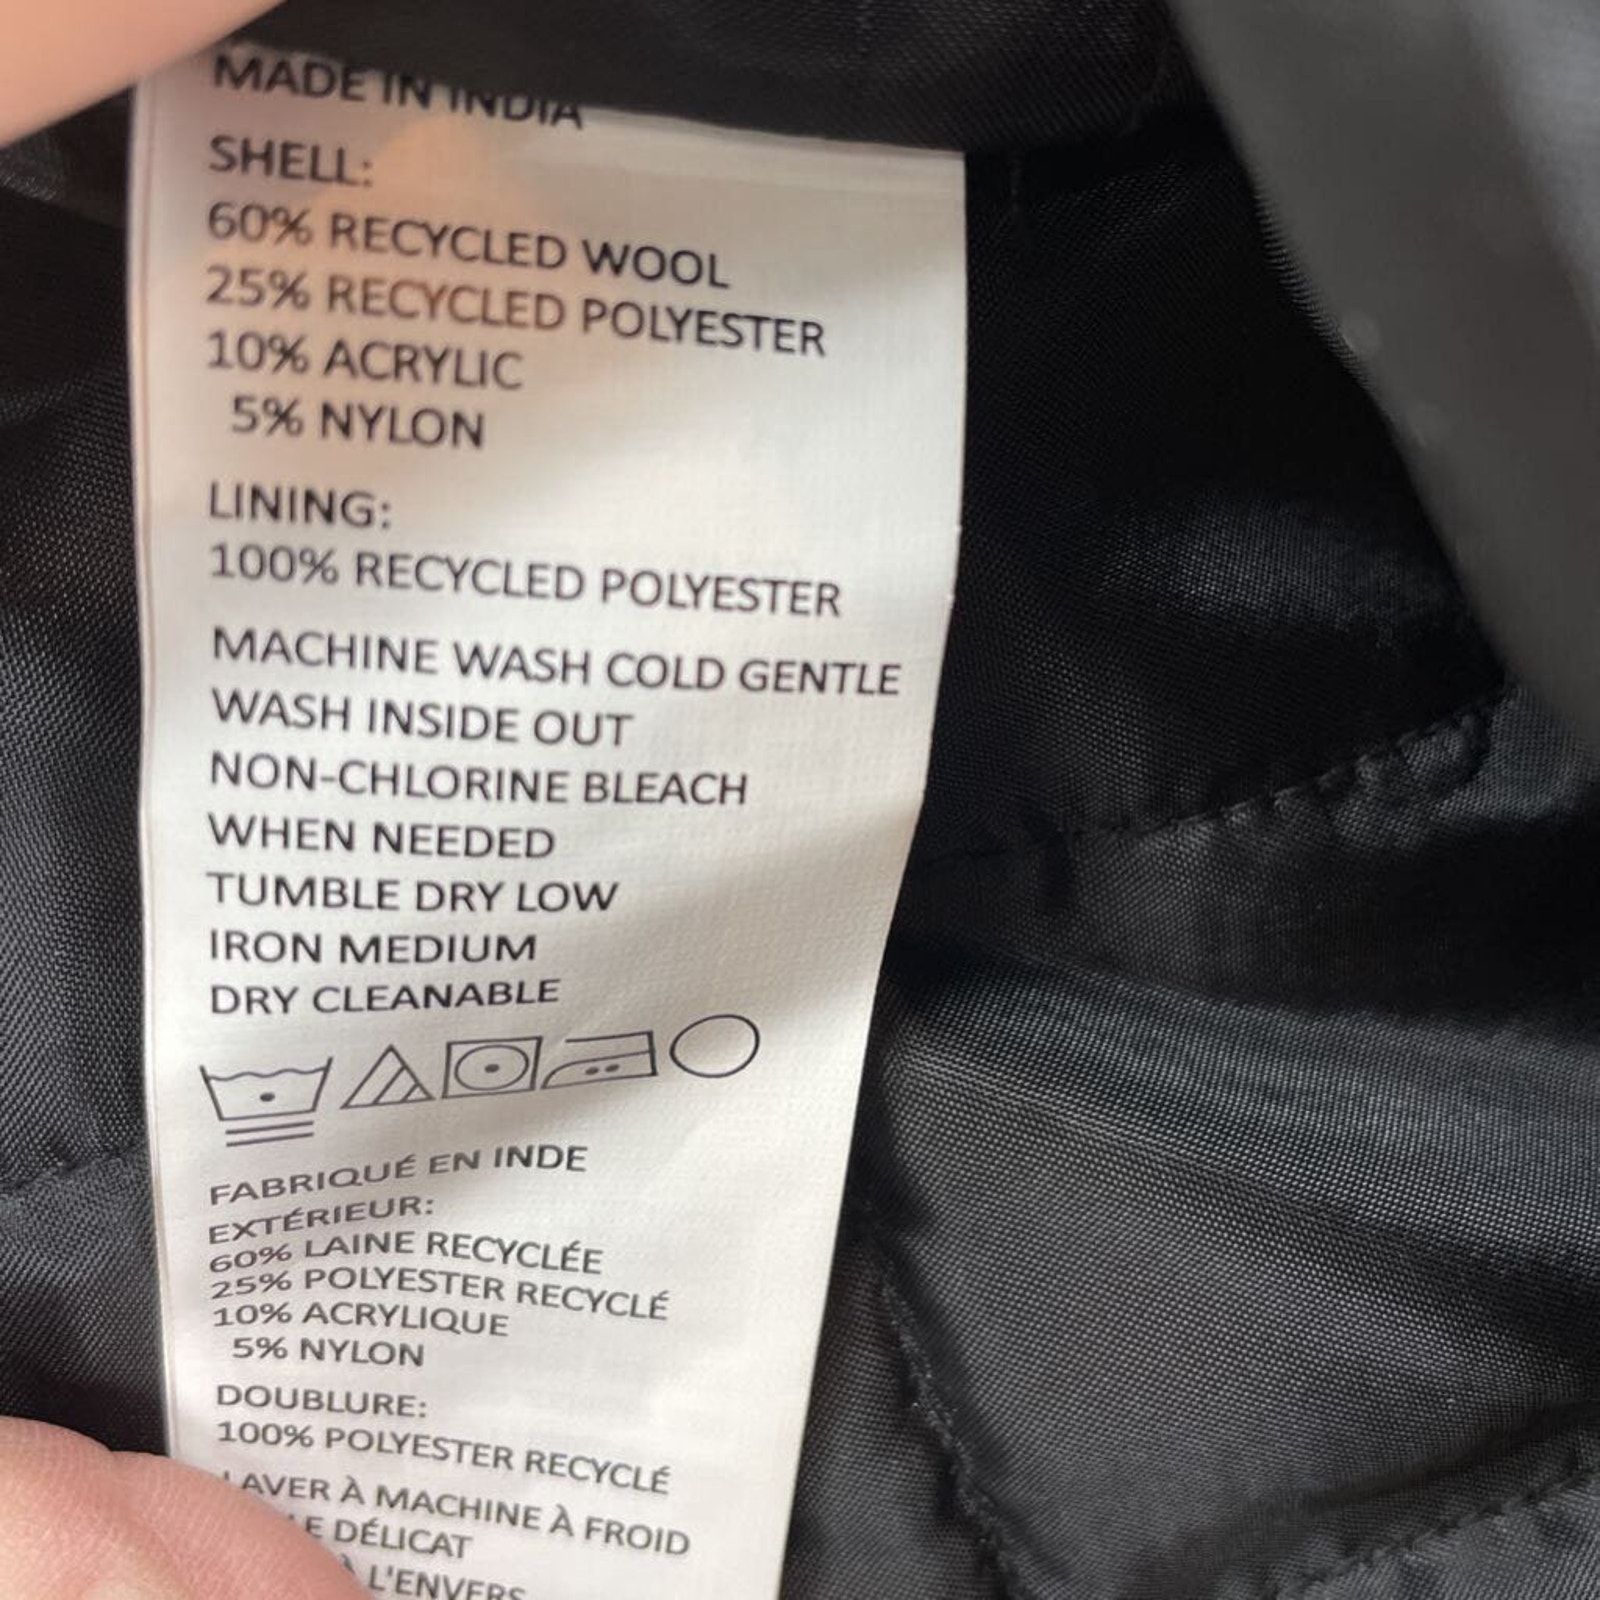 MADE IN INDIA
SHELL:
60% RECYCLED WOOL
25% RECYCLED POLYESTER
10% ACRYLIC
5% NYLON
LINING:
100% RECYCLED POLYESTER
MACHINE WASH COLD GENTLE
WASH INSIDE OUT
NON-CHLORINE BLEACH
WHEN NEEDED
TUMBLE DRY LOW
IRON MEDIUM
DRY CLEANABLE
FABRIQUÉ EN INDE
EXTÉRIEUR:
60% LAINE RECYCLÉE
25% POLYESTER RECYCLÉ
10% ACRYLIQUE
5% NYLON
DOUBLURE:
100% POLYESTER RECYCLÉ
LAVER À MACHINE À FROID
DÉLICAT
À L'ENVERS